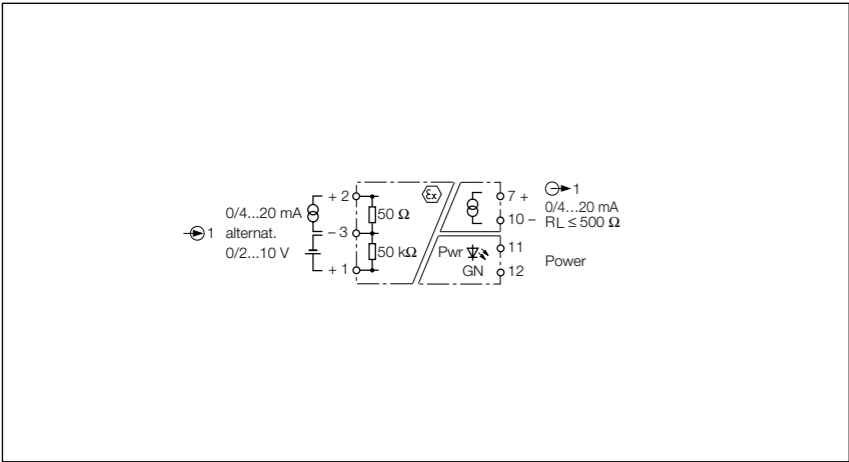 0/4...20 mA
1 alternat.
0/2...10 V
+ 2
– 3
+ 1
50 Ω
50 kΩ
Ex
Pwr
GN
7 +
10 –
11
12
1
0/4...20 mA
RL ≤ 500 Ω
Power